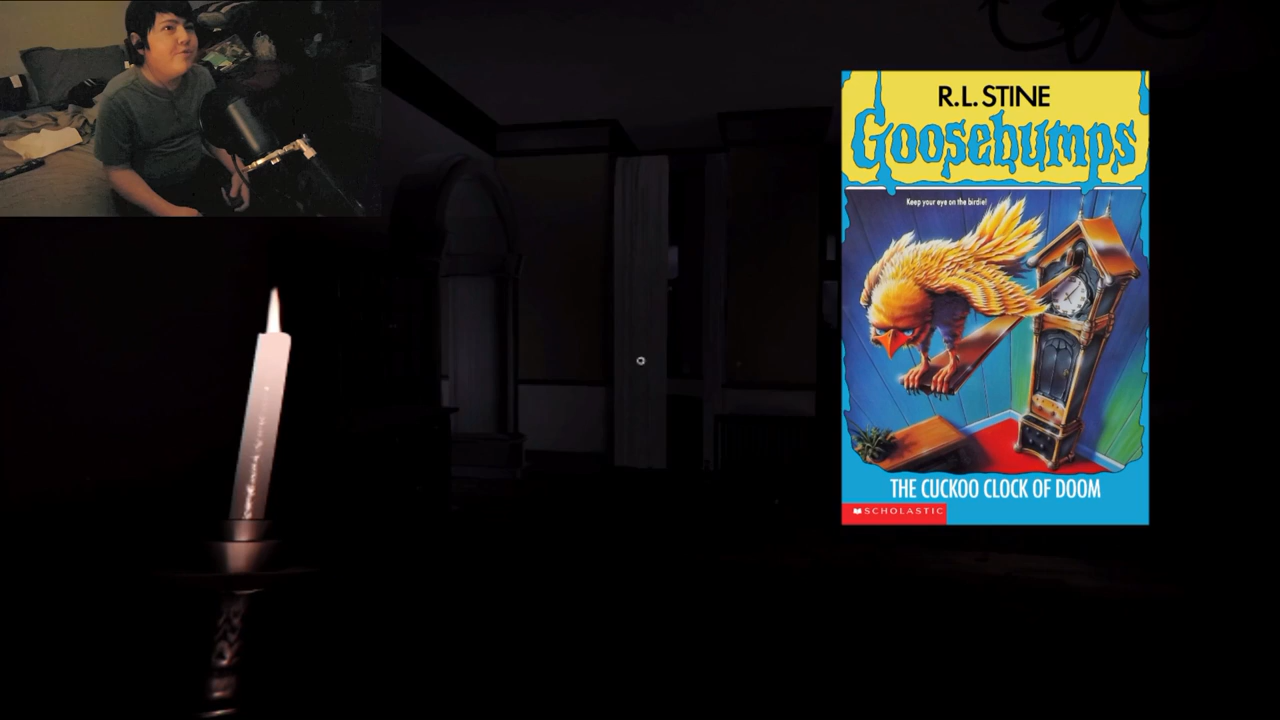 R.L. STINE
Goosebumps
Keep your eye on the birdie!
THE CUCKOO CLOCK OF DOOM
SCHOLASTIC